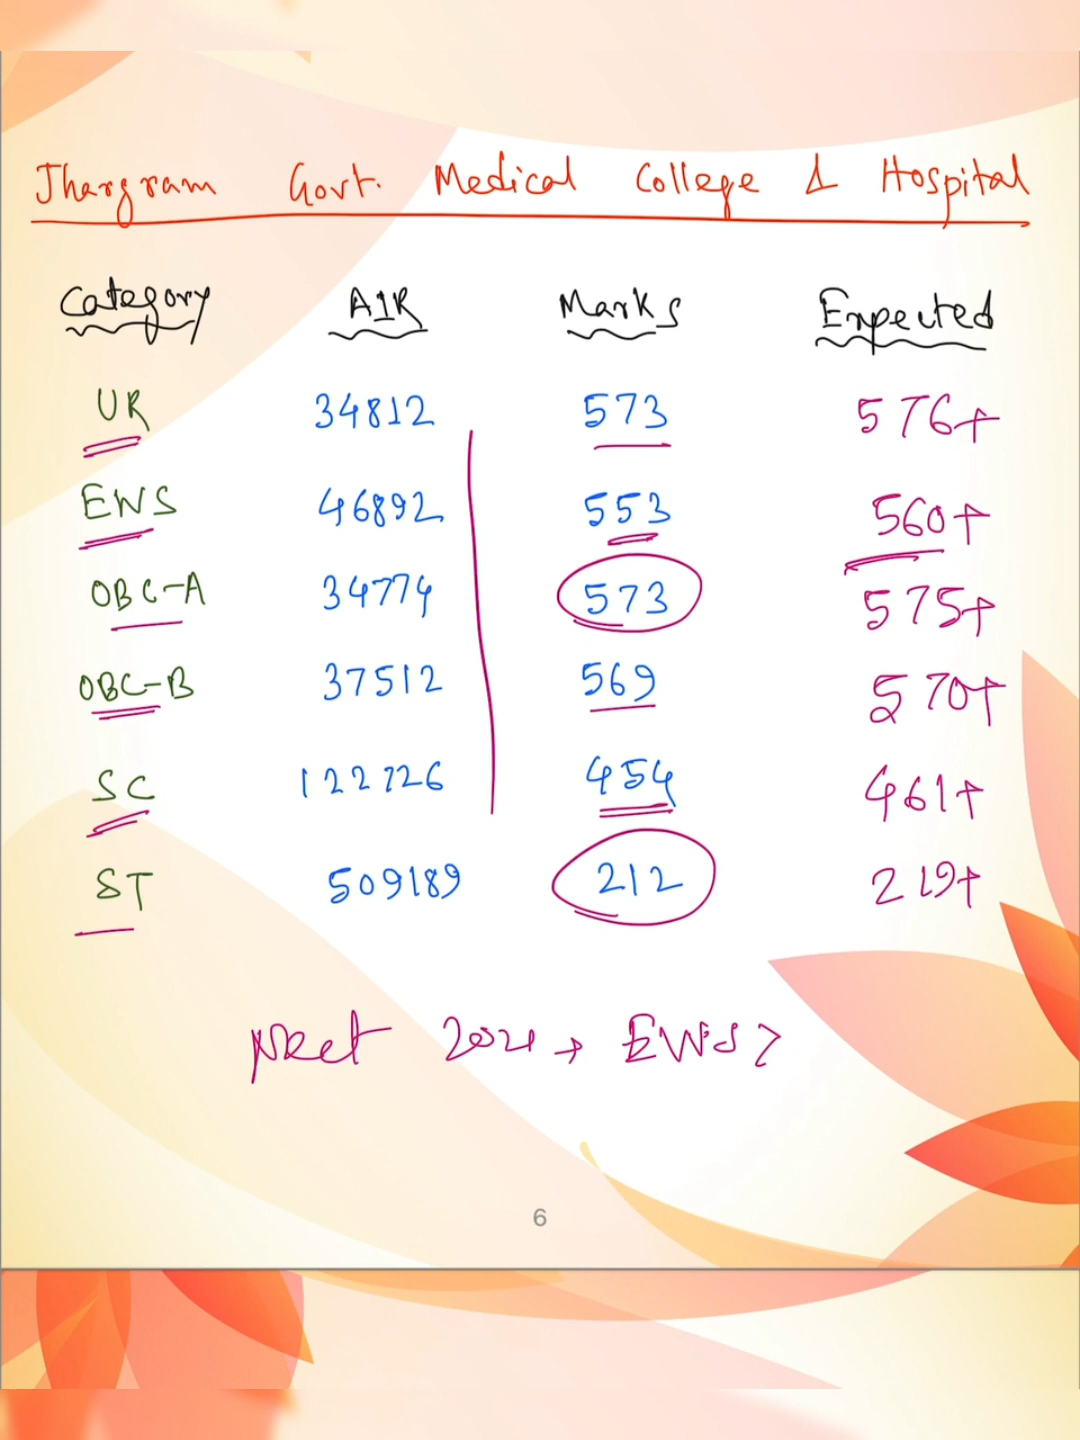 Jhargram Govt. Medical College & Hospital
Category AIR Marks Expected
UR 34812 573 576+
EWS 46892 553 560+
OBC-A 34774 573 575+
OBC-B 37512 569 570+
SC 122726 454 461+
ST 509189 212 219+
Neet 2021 → EWS?
6